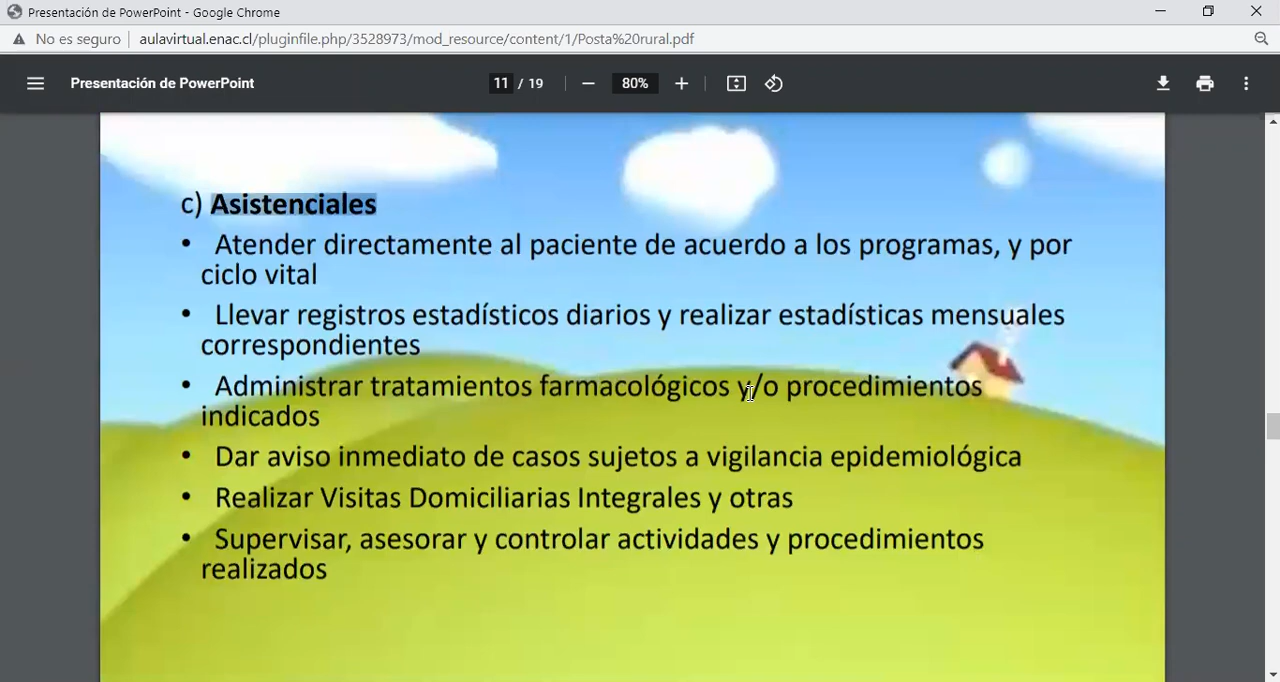 Presentación de PowerPoint - Google Chrome
No es seguro
aulavirtual.enac.cl/pluginfile.php/3528973/mod_resource/content/1/Posta%20rural.pdf
Presentación de PowerPoint
11 / 19
80%
c) Asistenciales
• Atender directamente al paciente de acuerdo a los programas, y por
ciclo vital
• Llevar registros estadísticos diarios y realizar estadísticas mensuales
correspondientes
• Administrar tratamientos farmacológicos y/o procedimientos
indicados
• Dar aviso inmediato de casos sujetos a vigilancia epidemiológica
• Realizar Visitas Domiciliarias Integrales y otras
• Supervisar, asesorar y controlar actividades y procedimientos
realizados